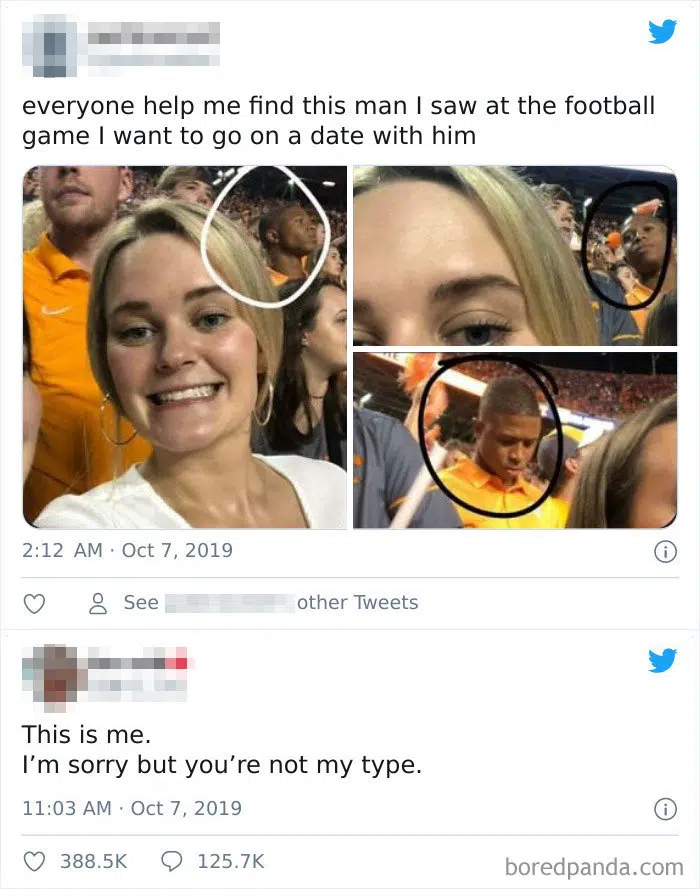 everyone help me find this man I saw at the football
game I want to go on a date with him
2:12 AM · Oct 7, 2019
See other Tweets
This is me.
I’m sorry but you’re not my type.
11:03 AM · Oct 7, 2019
388.5K 125.7K
boredpanda.com